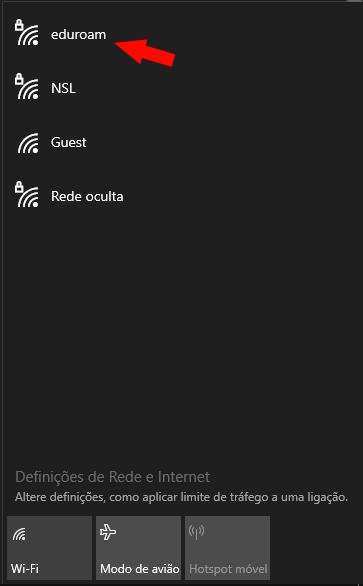 eduroam
NSL
Guest
Rede oculta
Definições de Rede e Internet
Altere definições, como aplicar limite de tráfego a uma ligação.
Wi-Fi
Modo de avião
Hotspot móvel